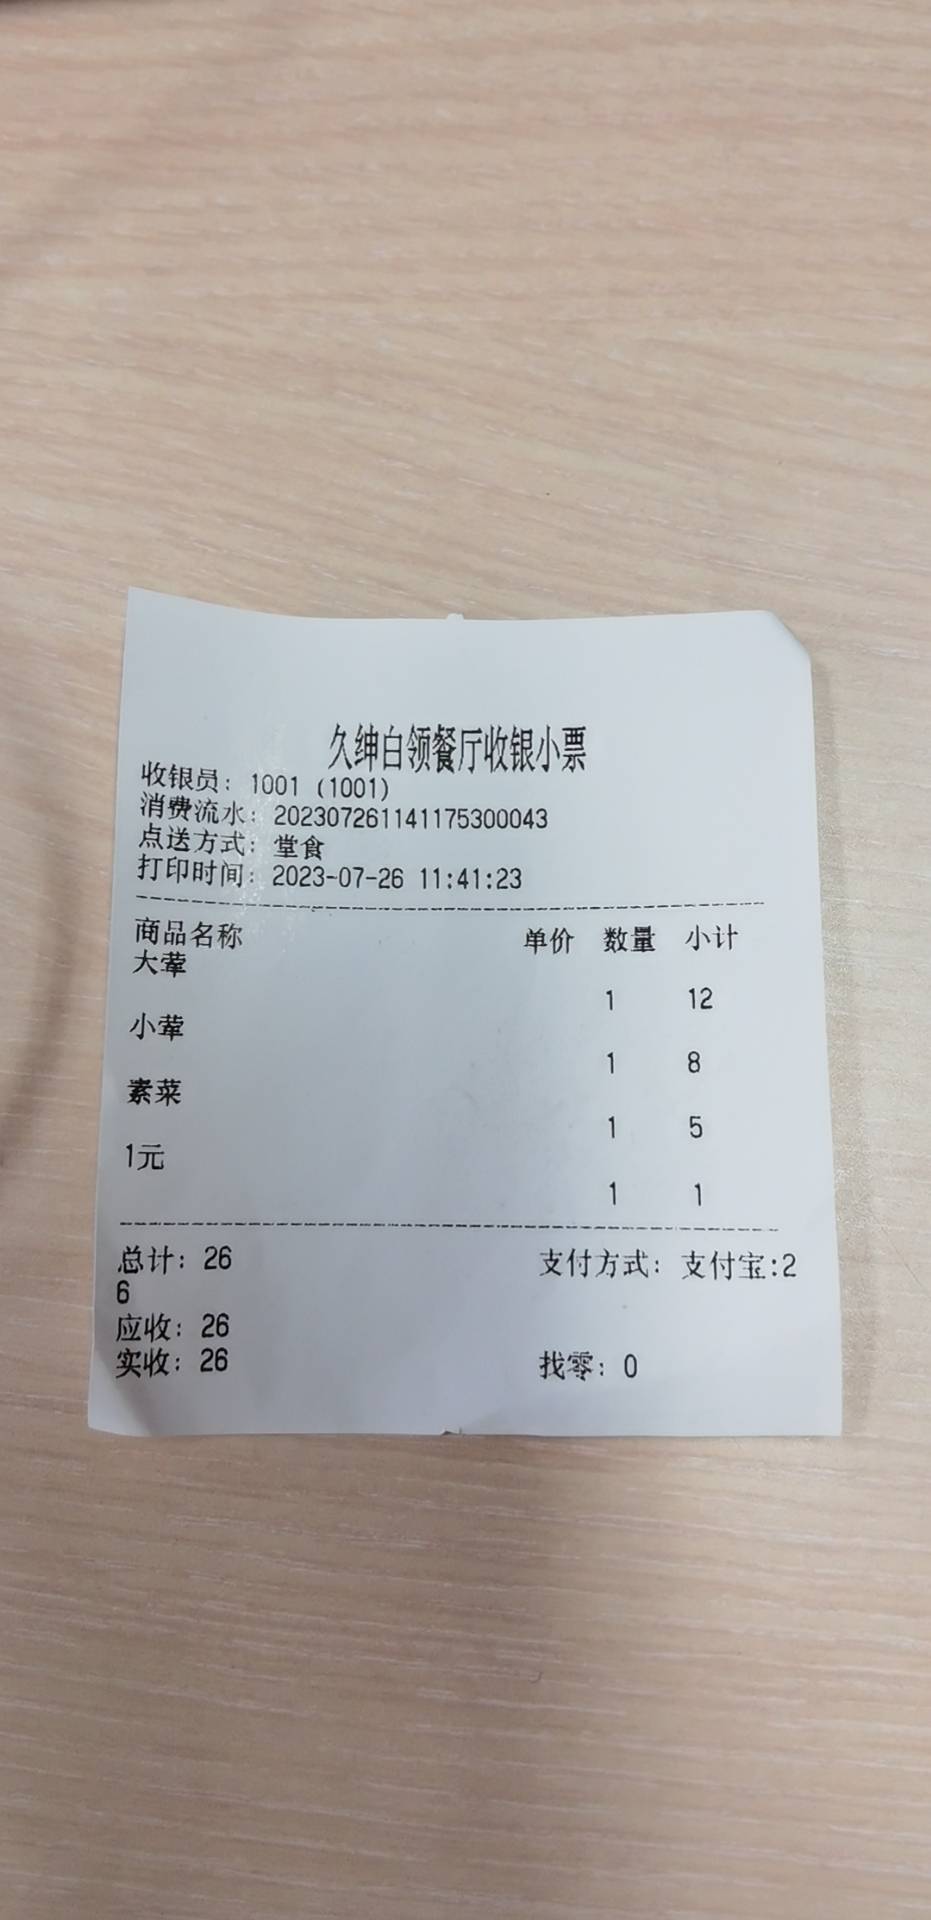 久绅白领餐厅收银小票
收银员: 1001 (1001)
消费流水: 202307261141175300043
点送方式: 堂食
打印时间: 2023-07-26 11:41:23
商品名称 单价 数量 小计
大荤
1 12
小荤
1 8
素菜
1 5
1元
1 1
总计: 26 支付方式: 支付宝:2
6
应收: 26
实收: 26 找零: 0